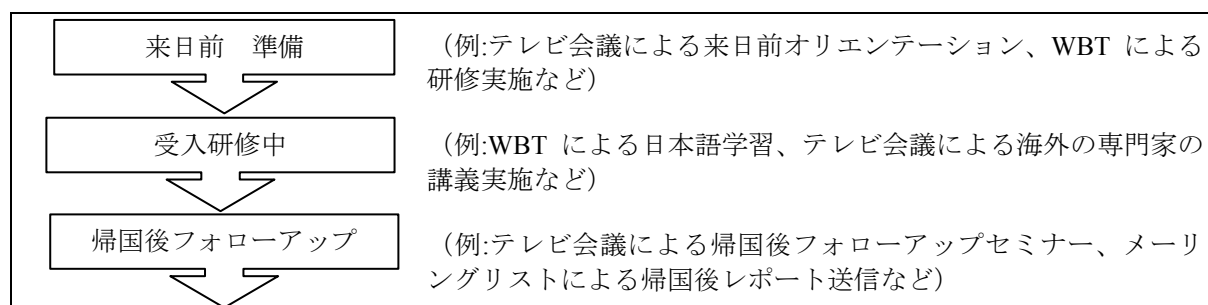 来日前　準備
（例:テレビ会議による来日前オリエンテーション、WBT による
研修実施など）
受入研修中
（例:WBT による日本語学習、テレビ会議による海外の専門家の
講義実施など）
帰国後フォローアップ
（例:テレビ会議による帰国後フォローアップセミナー、メーリ
ングリストによる帰国後レポート送信など）